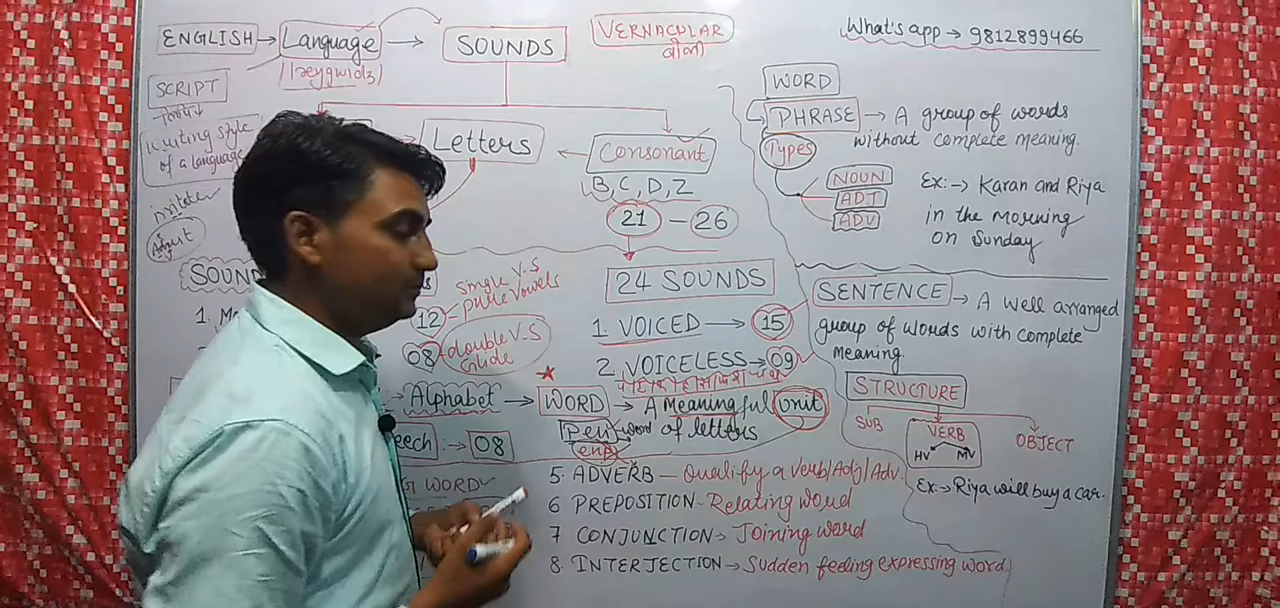 ENGLISH → Language → SOUNDS
VERNACULAR
बोली
What's app → 9812899466
SCRIPT
Writing style
of a language
Letters
Consonant
B, C, D, Z
21 — 26
WORD
PHRASE → A group of words
without complete meaning.
Types
NOUN
ADJ
ADV
Ex:→ Karan and Riya
in the morning
on Sunday
24 SOUNDS
1. VOICED → 15
2. VOICELESS → 09
12 single V.S
pure vowels
08 double V.S
Glide
SENTENCE → A well arranged
group of words with complete
meaning.
STRUCTURE
SUB
VERB
HV MV
OBJECT
Ex:→ Riya will buy a car.
Alphabet → WORD → A Meaningful Unit
of letters
Pen word
enp
eech :→ 08
G WORD
5. ADVERB — Qualify a Verb/Adj/Adv.
6 PREPOSITION - Relating word
7 CONJUNCTION → Joining word
8. INTERJECTION → Sudden feeling expressing word